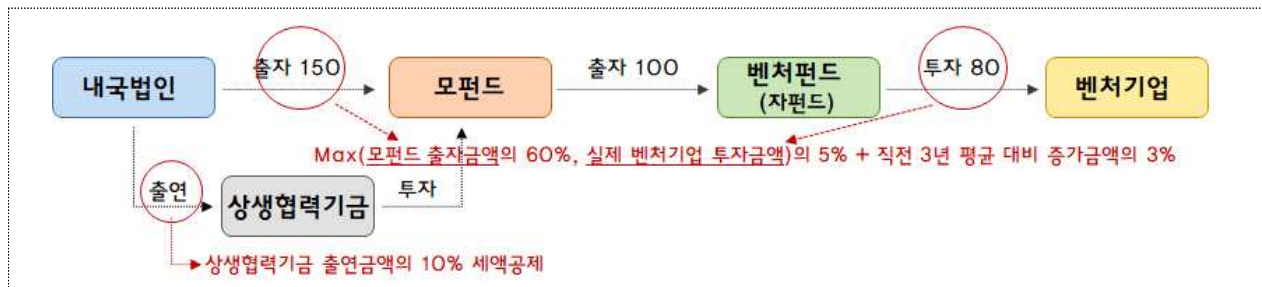 내국법인
출자 150
모펀드
출자 100
벤처펀드
(자펀드)
투자 80
벤처기업
Max(모펀드 출자금액의 60%, 실제 벤처기업 투자금액)의 5% + 직전 3년 평균 대비 증가금액의 3%
출연
상생협력기금
투자
상생협력기금 출연금액의 10% 세액공제